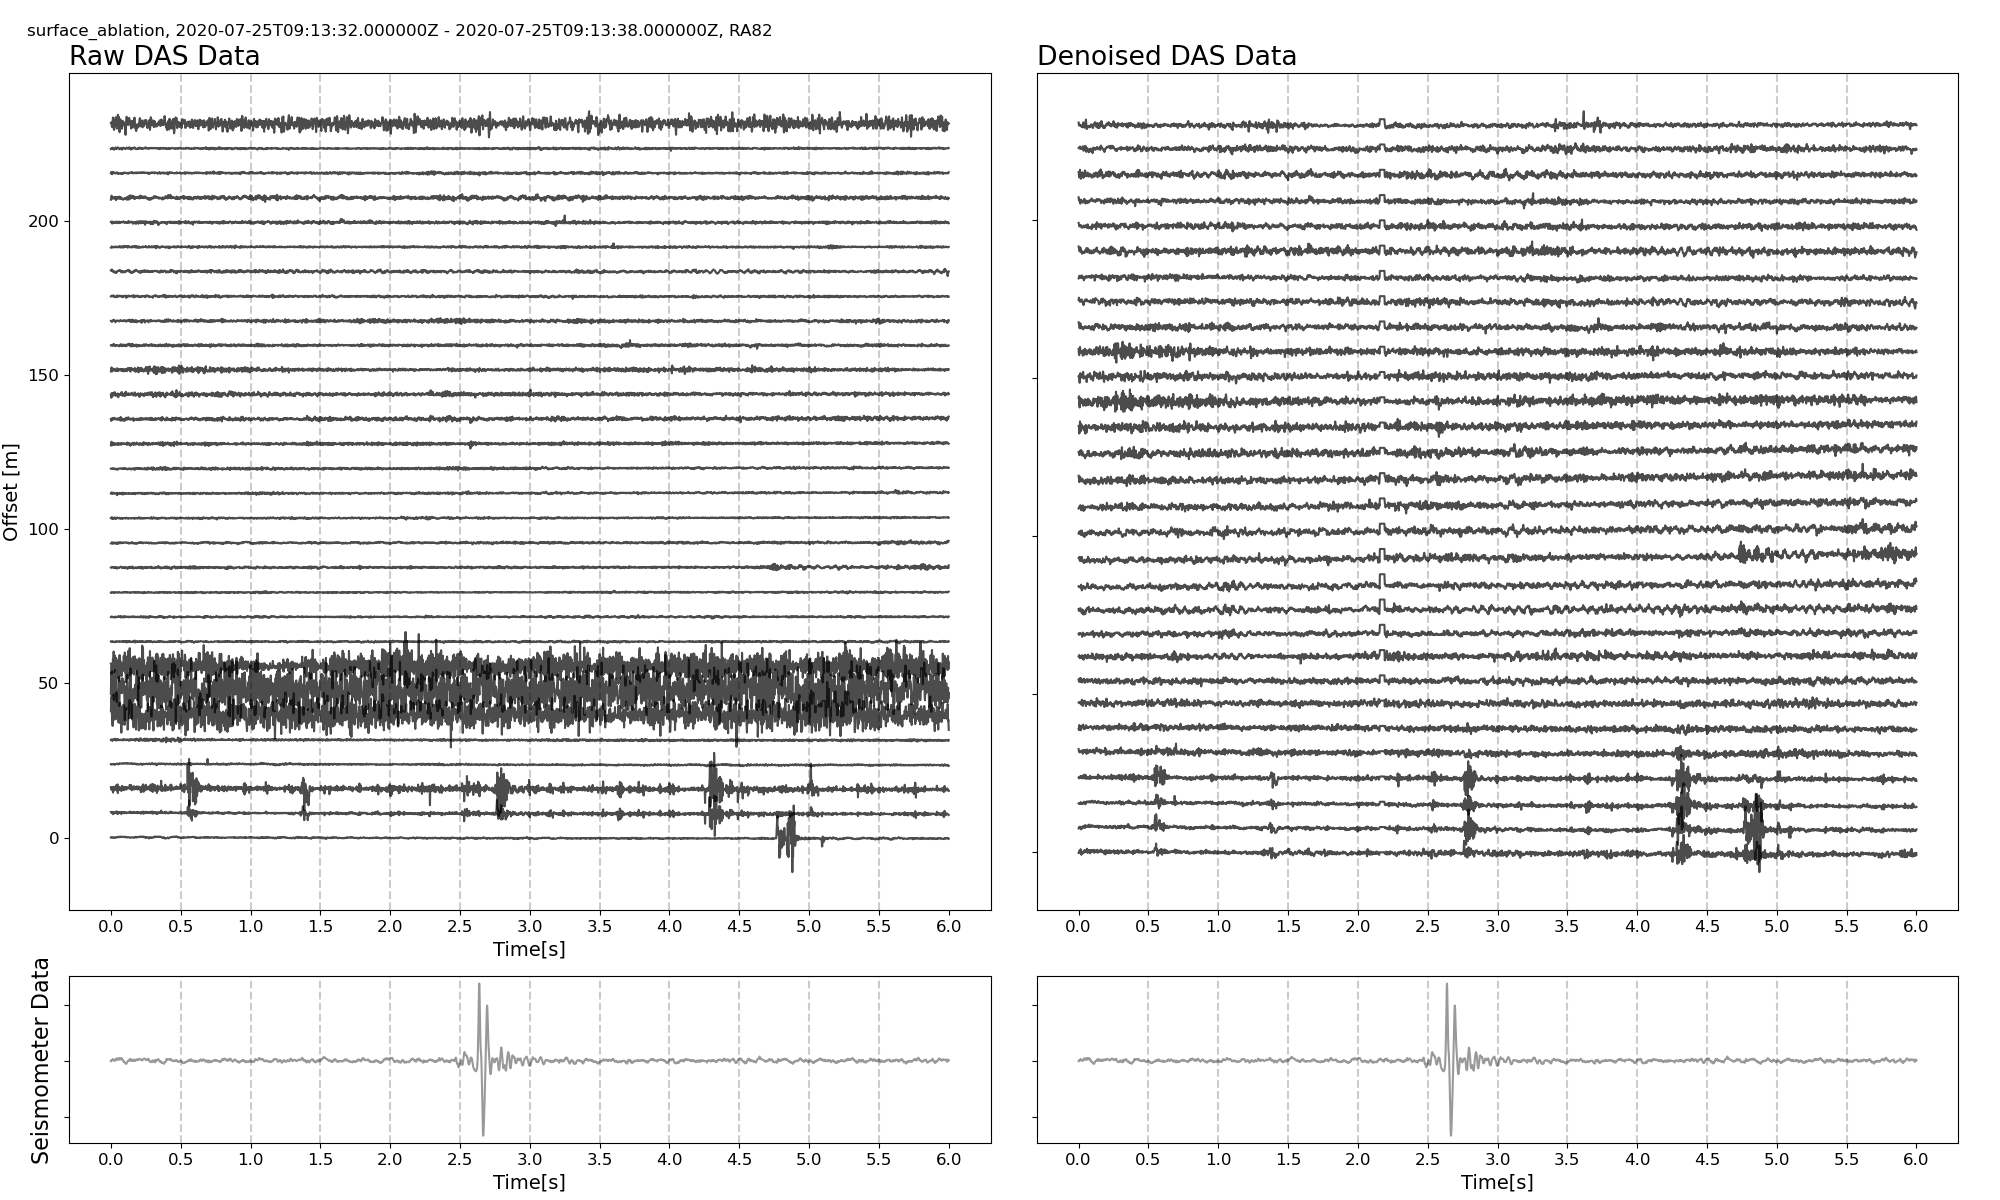 surface_ablation, 2020-07-25T09:13:32.000000Z - 2020-07-25T09:13:38.000000Z, RA82
Raw DAS Data
Denoised DAS Data
Offset [m]
200
150
100
50
0
0.0 0.5 1.0 1.5 2.0 2.5 3.0 3.5 4.0 4.5 5.0 5.5 6.0
Time[s]
0.0 0.5 1.0 1.5 2.0 2.5 3.0 3.5 4.0 4.5 5.0 5.5 6.0
Seismometer Data
0.0 0.5 1.0 1.5 2.0 2.5 3.0 3.5 4.0 4.5 5.0 5.5 6.0
Time[s]
0.0 0.5 1.0 1.5 2.0 2.5 3.0 3.5 4.0 4.5 5.0 5.5 6.0
Time[s]